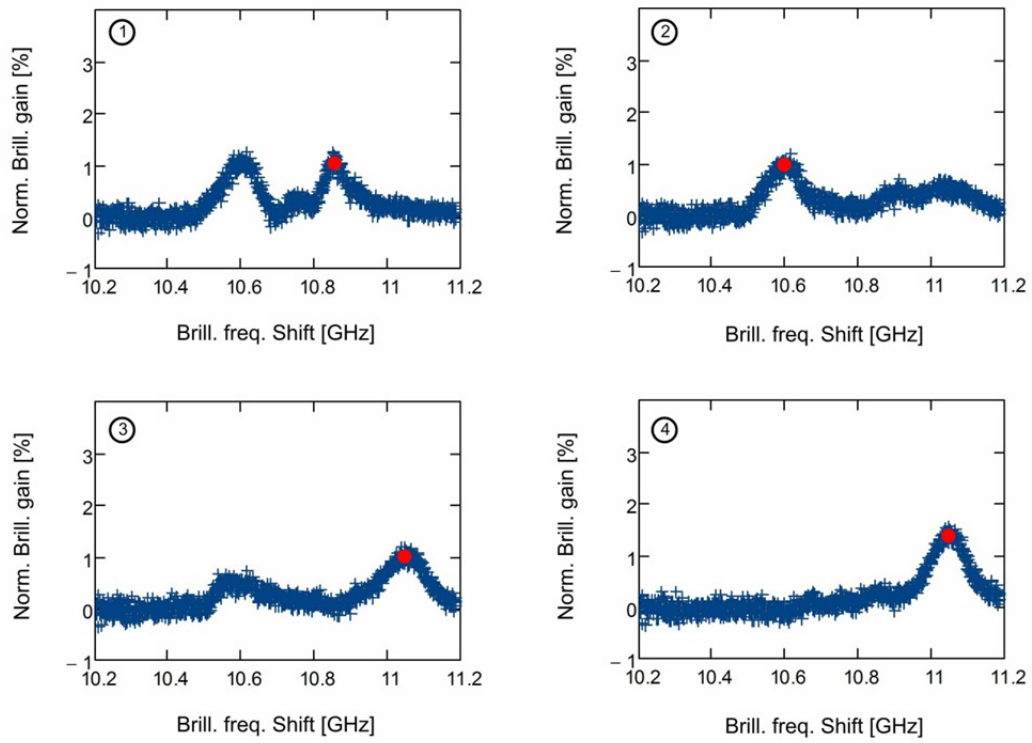 ①
Norm. Brill. gain [%]
3
2
1
0
– 1
10.2 10.4 10.6 10.8 11 11.2
Brill. freq. Shift [GHz]
②
Norm. Brill. gain [%]
3
2
1
0
– 1
10.2 10.4 10.6 10.8 11 11.2
Brill. freq. Shift [GHz]
③
Norm. Brill. gain [%]
3
2
1
0
– 1
10.2 10.4 10.6 10.8 11 11.2
Brill. freq. Shift [GHz]
④
Norm. Brill. gain [%]
3
2
1
0
– 1
10.2 10.4 10.6 10.8 11 11.2
Brill. freq. Shift [GHz]